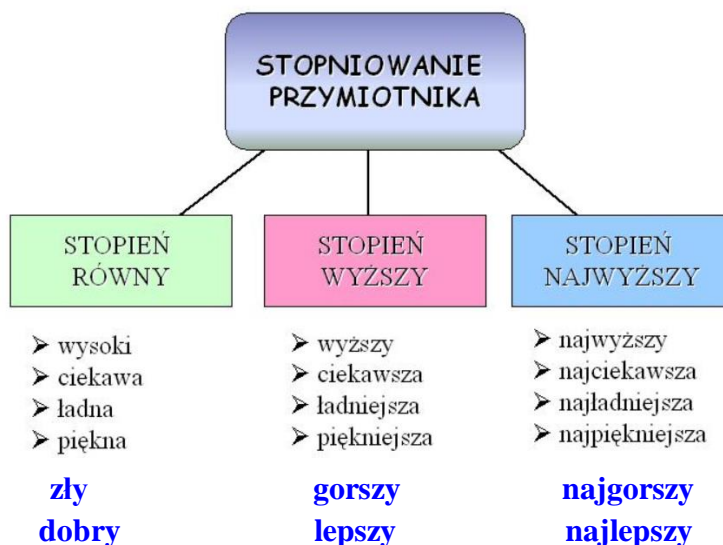 STOPNIOWANIE
PRZYMIOTNIKA
STOPIEŃ
RÓWNY
➢ wysoki
➢ ciekawa
➢ ładna
➢ piękna
zły
dobry
STOPIEŃ
WYŻSZY
➢ wyższy
➢ ciekawsza
➢ ładniejsza
➢ piękniejsza
gorszy
lepszy
STOPIEŃ
NAJWYŻSZY
➢ najwyższy
➢ najciekawsza
➢ najładniejsza
➢ najpiękniejsza
najgorszy
najlepszy